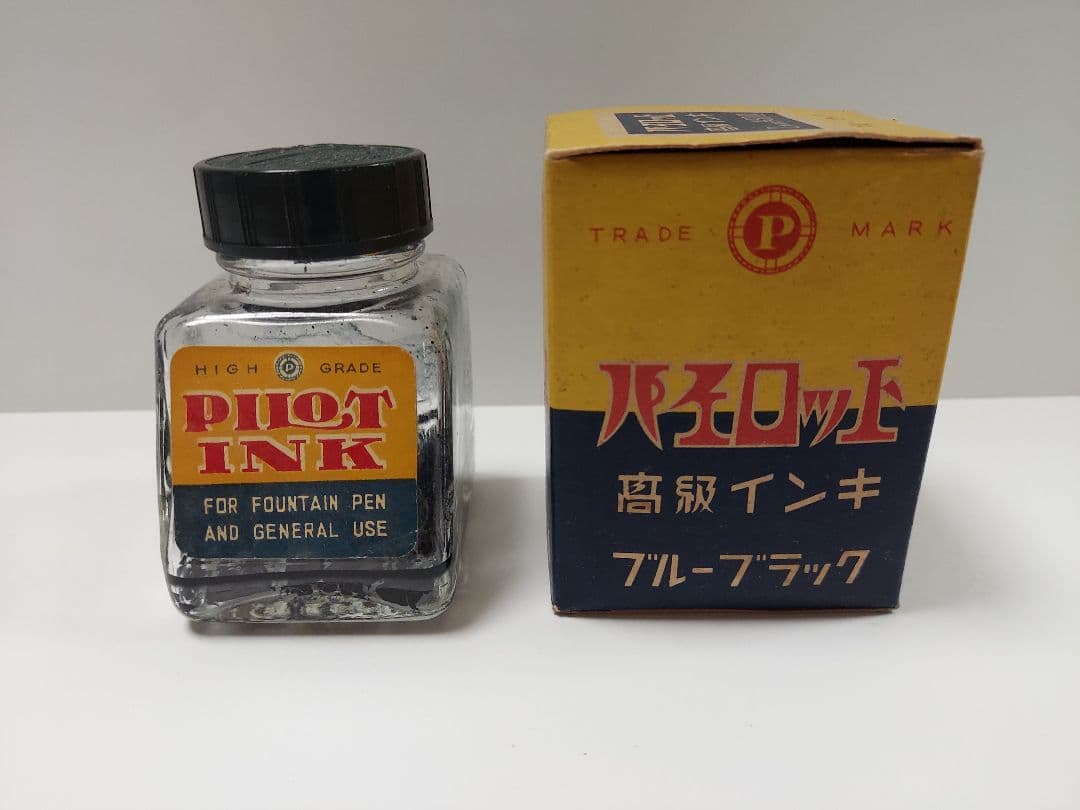 HIGH P GRADE
PILOT
INK
FOR FOUNTAIN PEN
AND GENERAL USE
TRADE P MARK
パイロット
高級インキ
ブルーブラック